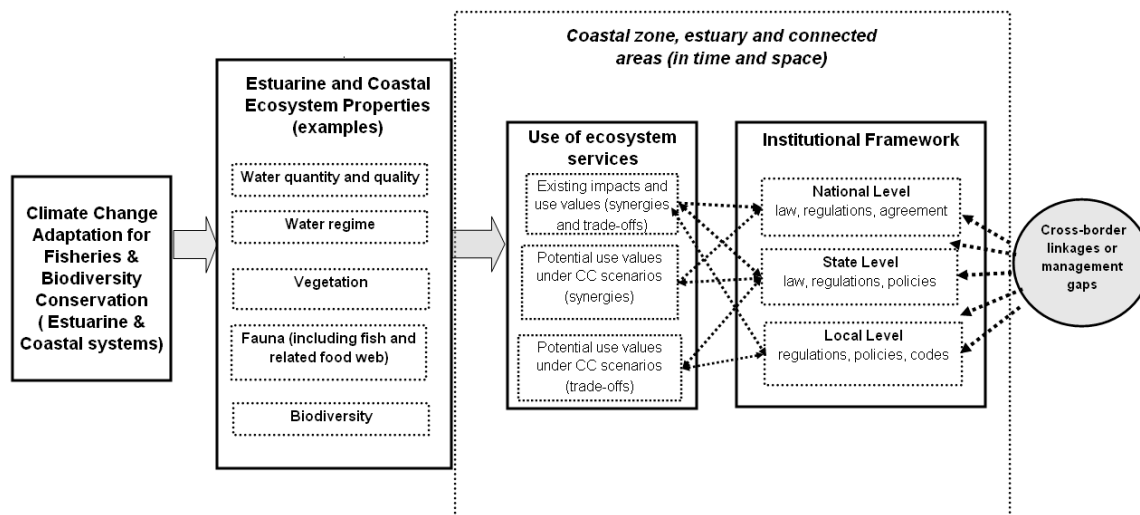 Coastal zone, estuary and connected
areas (in time and space)
Climate Change
Adaptation for
Fisheries &
Biodiversity
Conservation
( Estuarine &
Coastal systems)
Estuarine and Coastal
Ecosystem Properties
(examples)
Water quantity and quality
Water regime
Vegetation
Fauna (including fish and
related food web)
Biodiversity
Use of ecosystem
services
Existing impacts and
use values (synergies
and trade-offs)
Potential use values
under CC scenarios
(synergies)
Potential use values
under CC scenarios
(trade-offs)
Institutional Framework
National Level
law, regulations, agreement
State Level
law, regulations, policies
Local Level
regulations, policies, codes
Cross-border
linkages or
management
gaps